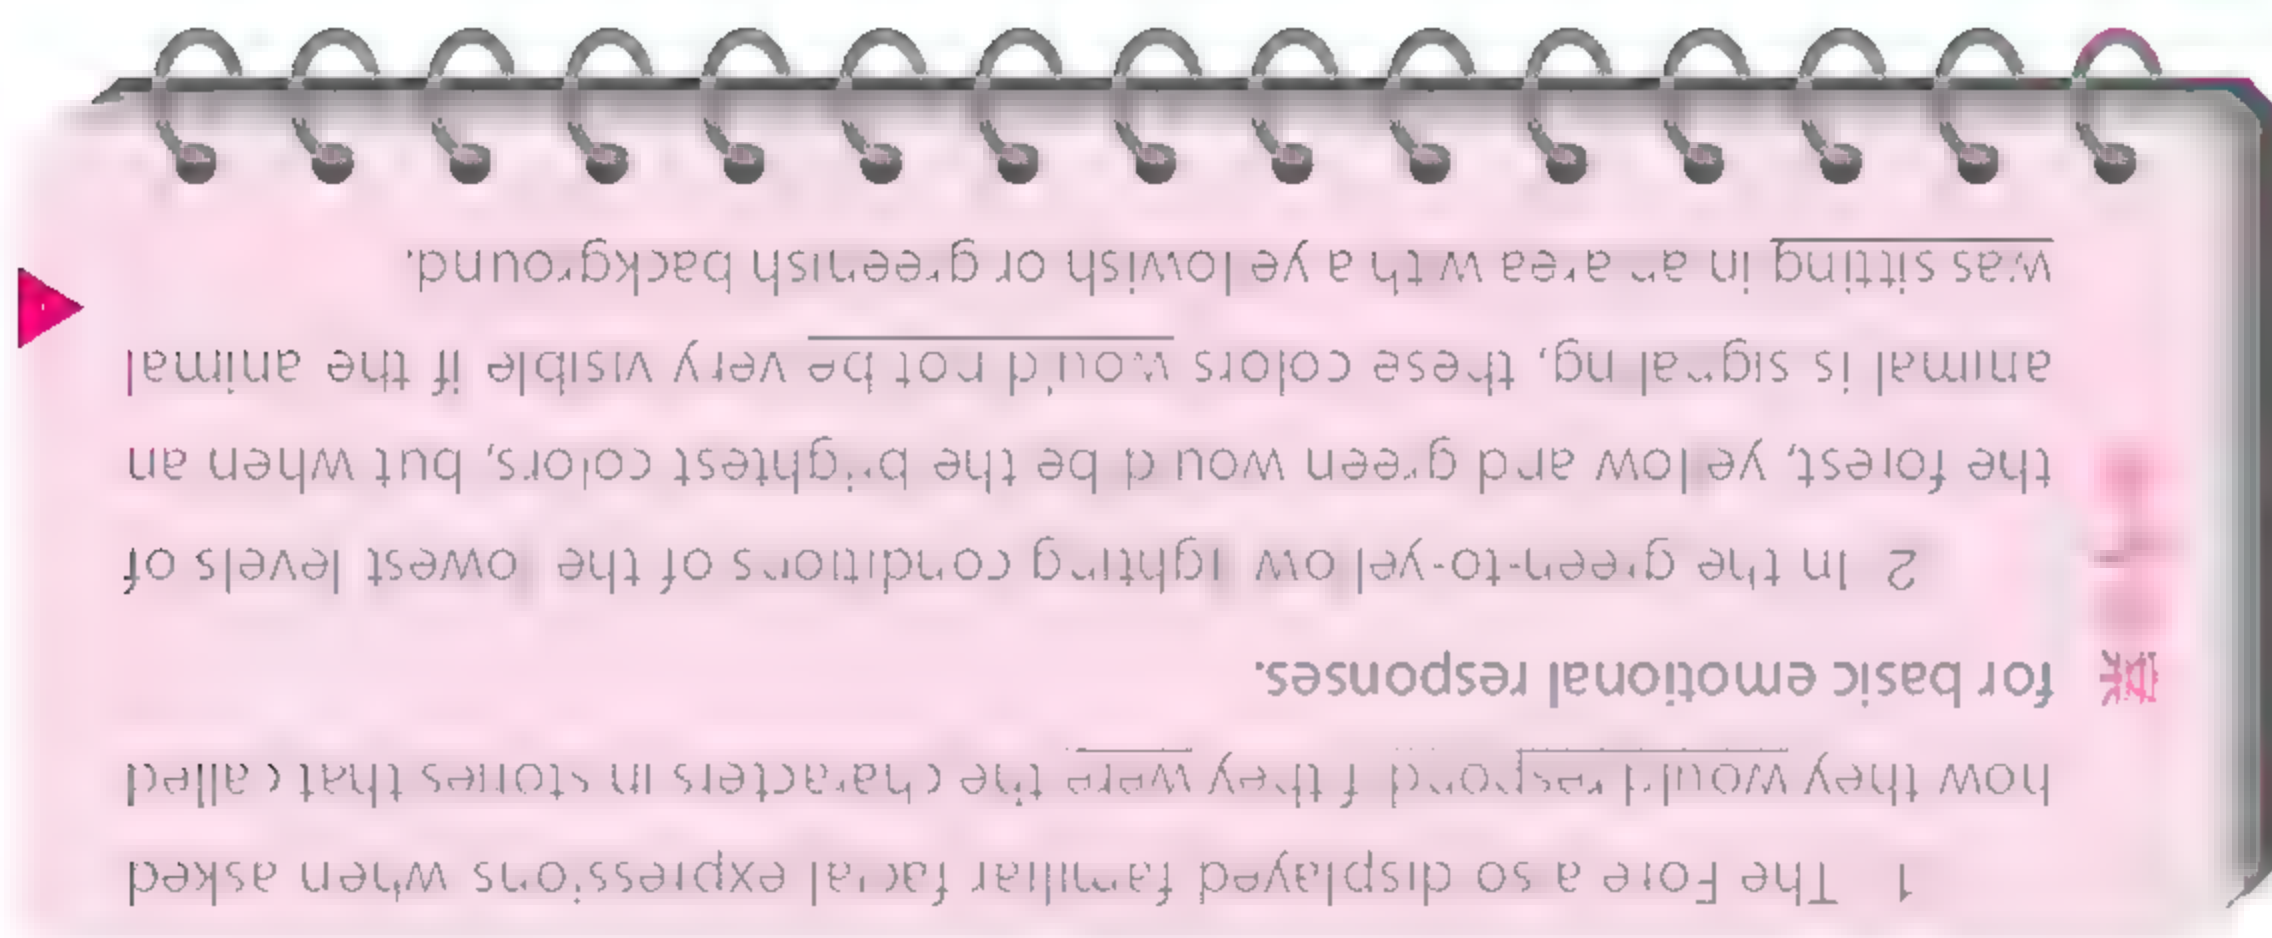 1 The Fore also displayed familiar facial expressions when asked
how they would respond if they were the characters in stories that called
for basic emotional responses.
2 In the green-to-yellow lighting conditions of the lowest levels of
the forest, yellow and green would be the brightest colors, but when an
animal is signaling, these colors would not be very visible if the animal
was sitting in an area with a yellowish or greenish background.